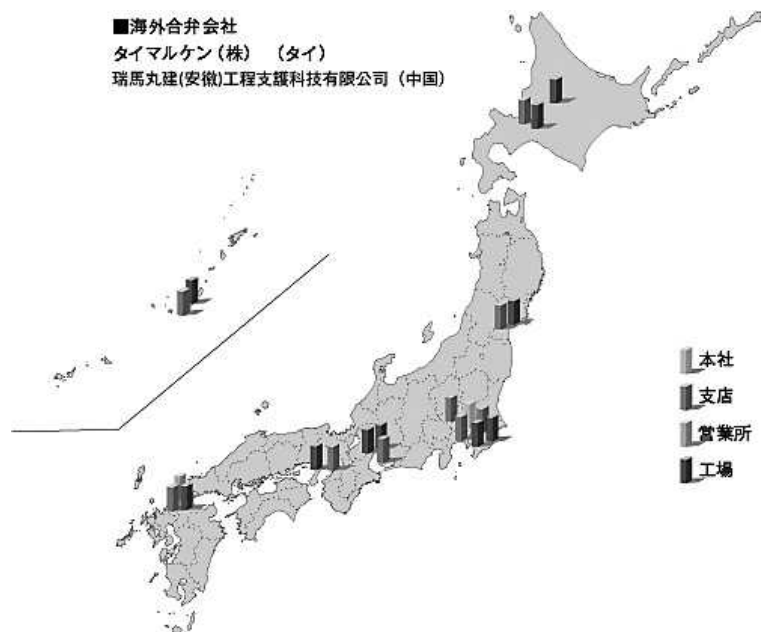 ■海外合弁会社
タイマルケン（株） （タイ）
瑞馬丸建(安徽)工程支護科技有限公司（中国）
本社
支店
営業所
工場